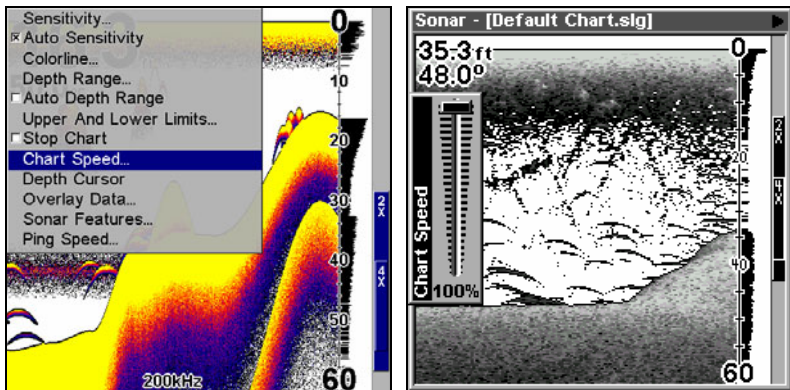 Sensitivity...
Auto Sensitivity
Colorline...
Depth Range...
Auto Depth Range
Upper And Lower Limits...
Stop Chart
Chart Speed...
Depth Cursor
Overlay Data...
Sonar Features...
Ping Speed...
0
10
20
30
40
50
60
2X
4X
200kHz
Sonar - [Default Chart.slg]
35.3 ft
48.0°
Chart Speed
100%
0
20
40
60
2X
4X